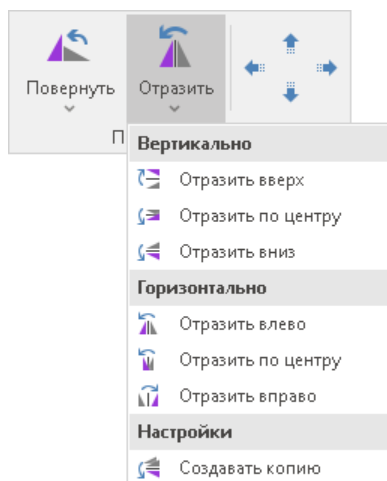 Повернуть
Отразить
П
Вертикально
Отразить вверх
Отразить по центру
Отразить вниз
Горизонтально
Отразить влево
Отразить по центру
Отразить вправо
Настройки
Создавать копию